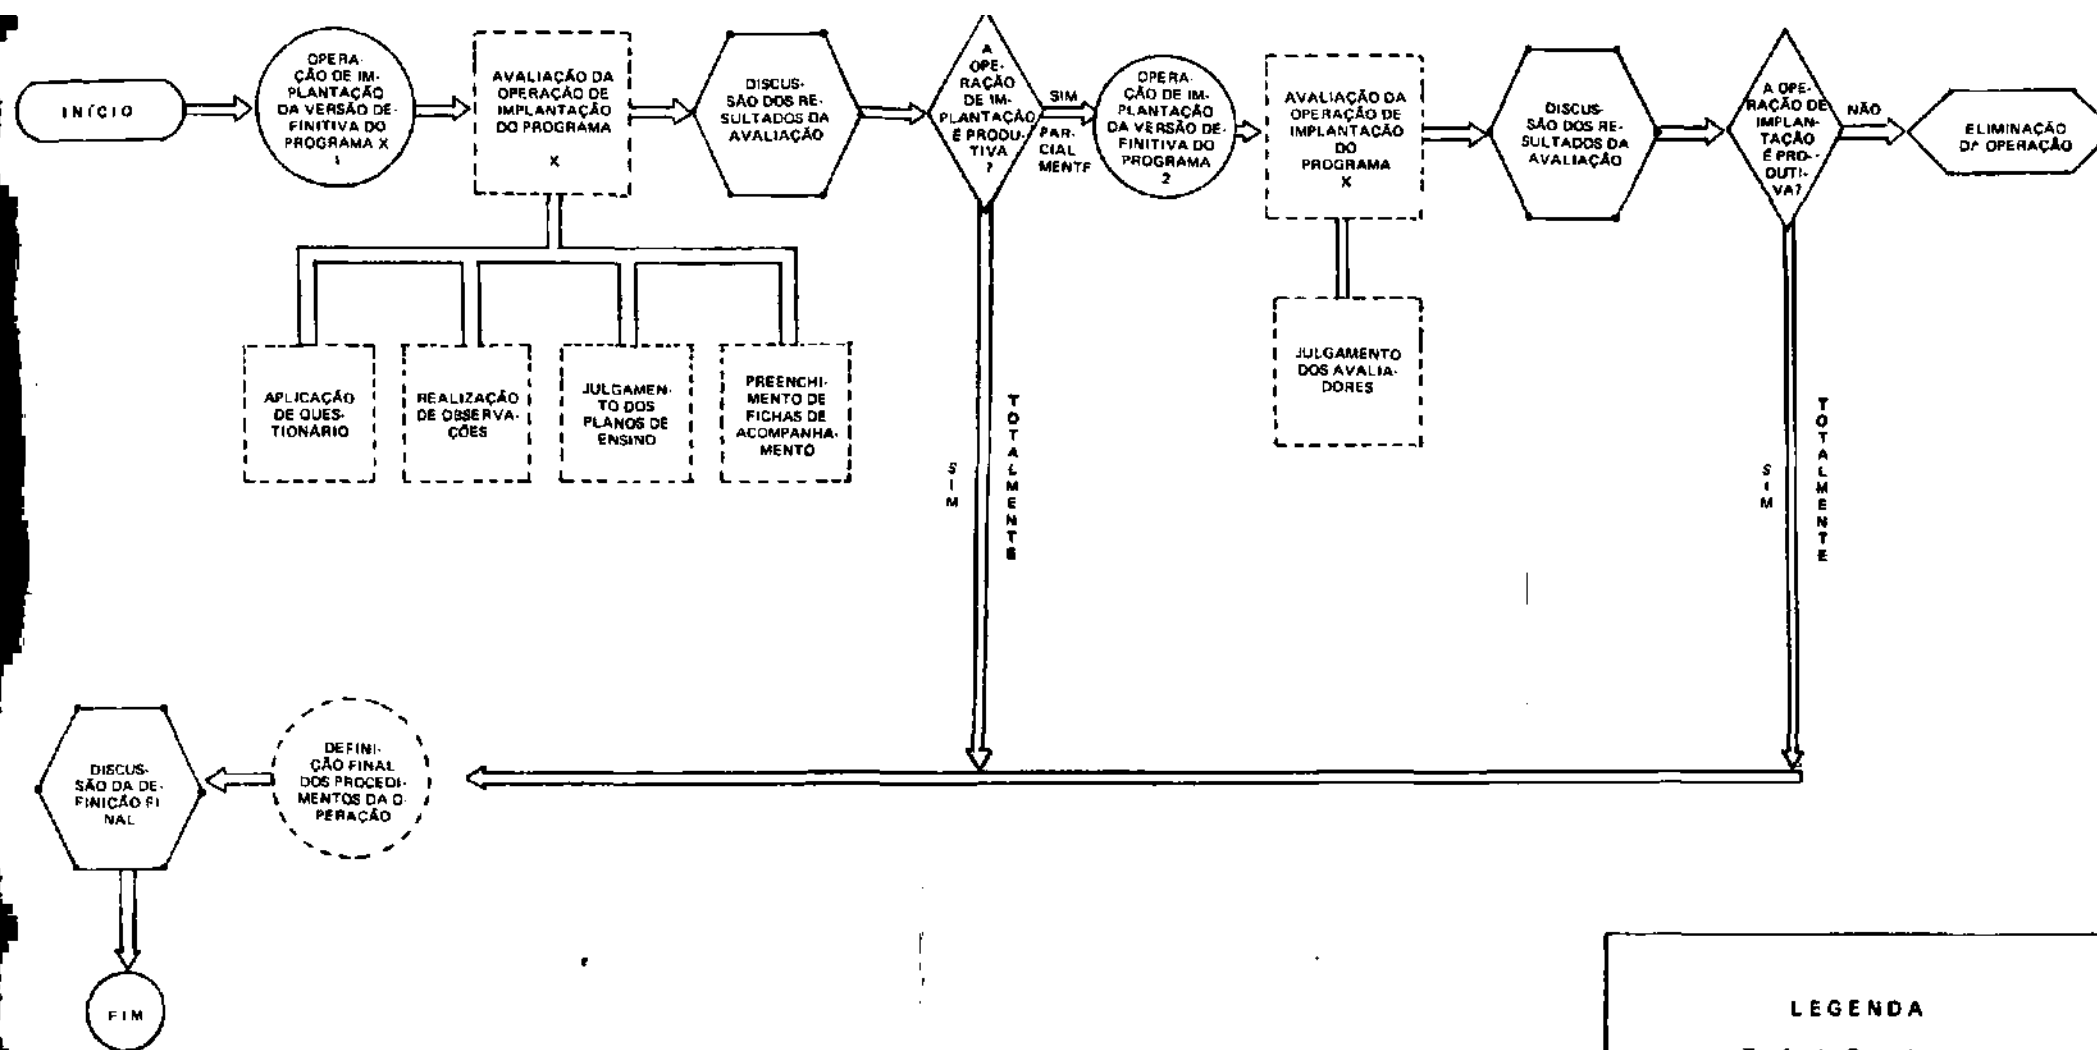 INÍCIO
OPERA-
ÇÃO DE IM-
PLANTAÇÃO
DA VERSÃO DE-
FINITIVA DO
PROGRAMA X
1
AVALIAÇÃO DA
OPERAÇÃO DE
IMPLANTAÇÃO
DO PROGRAMA
X
DISCUS-
SÃO DOS RE-
SULTADOS DA
AVALIAÇÃO
A
OPE-
RAÇÃO
DE IM-
PLANTAÇÃO
É PRODU-
TIVA
?
SIM
PAR-
CIAL
MENTE
OPERA-
ÇÃO DE IM-
PLANTAÇÃO
DA VERSÃO DE-
FINITIVA DO
PROGRAMA
2
AVALIAÇÃO DA
OPERAÇÃO DE
IMPLANTAÇÃO
DO
PROGRAMA
X
DISCUS-
SÃO DOS RE-
SULTADOS DA
AVALIAÇÃO
A OPE-
RAÇÃO DE
IMPLAN-
TAÇÃO
É PRO-
DUTI-
VA?
NÃO
ELIMINAÇÃO
DA OPERAÇÃO
APLICAÇÃO
DE QUES-
TIONÁRIO
REALIZAÇÃO
DE OBSERVA-
ÇÕES
JULGAMEN-
TO DOS
PLANOS DE
ENSINO
PREENCHI-
MENTO DE
FICHAS DE
ACOMPANHA-
MENTO
JULGAMENTO
DOS AVALIA-
DORES
SIM
TOTALMENTE
SIM
TOTALMENTE
DISCUS-
SÃO DA DE-
FINIÇÃO FI
NAL
DEFINI-
ÇÃO FINAL
DOS PROCEDI-
MENTOS DA O-
PERAÇÃO
FIM
LEGENDA